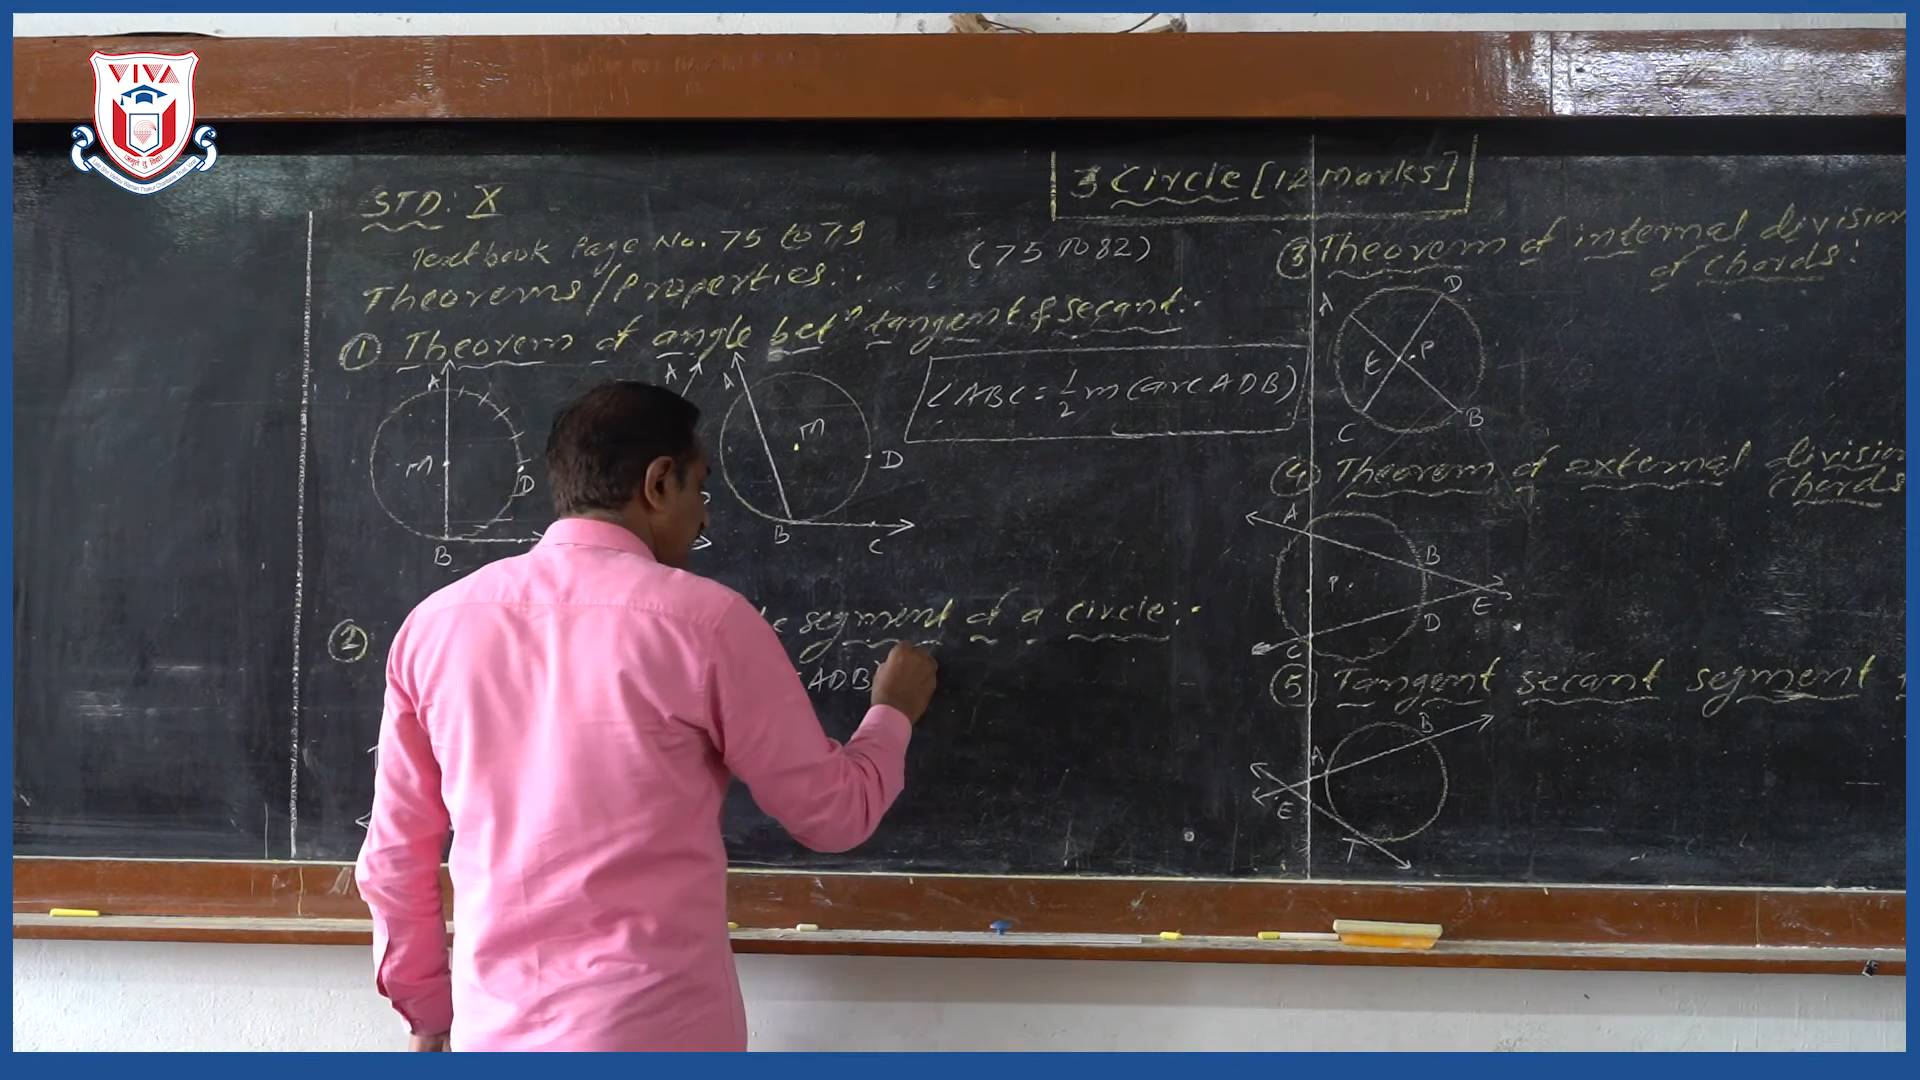 VIVA
STD: X
Textbook Page No. 75 to 79
(75 to 82)
Theorems/Properties:
① Theorem of angle betn tangent & secant:
∠ABC = 1/2 m(arc ADB)
A
M
D
B
A
A
M
D
B
C
②
segment of a circle:
ADB)
3 Circle [12 Marks]
③ Theorem of internal division
of chords:
A
D
E
P
C
B
④ Theorem of external division
chords
A
B
P
D
E
C
⑤ Tangent secant segment
B
A
E
T